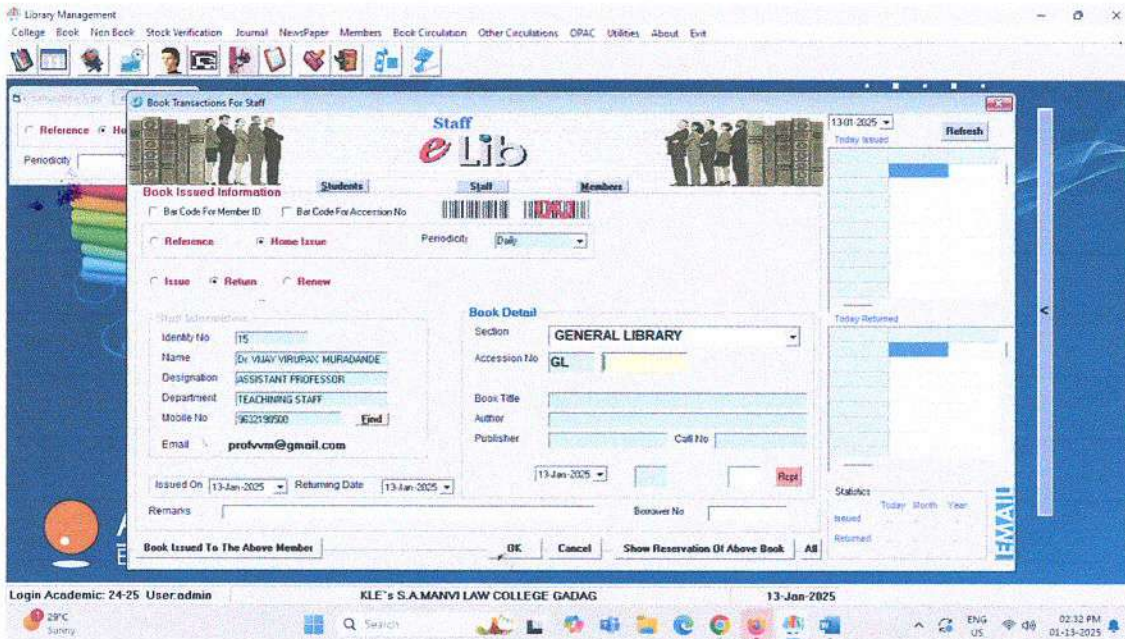 Library Management
College Book Non Book Stock Verification Journal NewsPaper Members Book Circulation Other Circulations OPAC Utilities About Exit
Book Transactions For Staff
Reference
Periodicity
Staff
e Lib
13-01-2025
Refresh
Today Issued
Students Staff Members
Book Issued Information
Bar Code For Member ID Bar Code For Accession No
Reference Home Issue Periodicity Daily
Issue Return Renew
Staff Information
Identity No 15
Name Dr. VIJAY VIRUPAX MURADANDE
Designation ASSISTANT PROFESSOR
Department TEACHINING STAFF
Mobile No 9632190500 Find
Email profvvm@gmail.com
Book Detail
Section GENERAL LIBRARY
Accession No GL
Book Title
Author
Publisher Call No
13-Jan-2025 Rcpt
Issued On 13-Jan-2025 Returning Date 13-Jan-2025
Remarks Borrower No
Book Issued To The Above Member OK Cancel Show Reservation Of Above Book All
Today Returned
<
Statistics
Today Month Year
Issued
Returned
EMAIL
Login Academic: 24-25 User:admin KLE"s S.A.MANVI LAW COLLEGE GADAG 13-Jan-2025
29°C
Sunny
Search
ENG
US
02:32 PM
01-13-2025